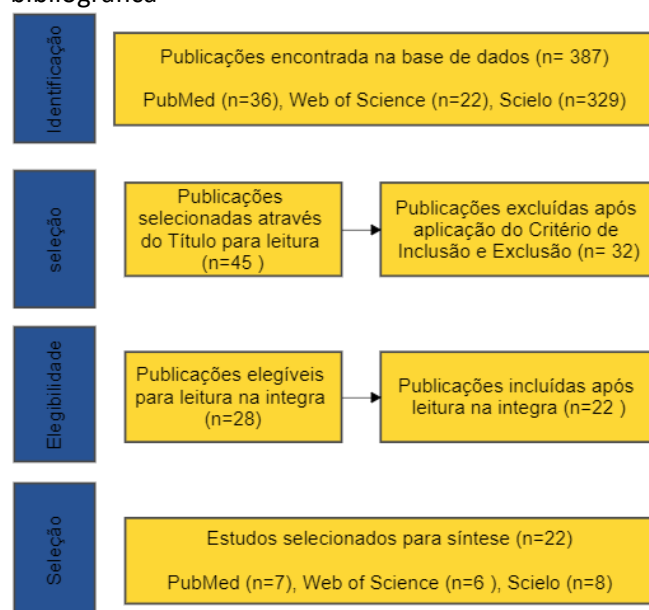 bibliográfica
Identificação
Publicações encontrada na base de dados (n= 387)
PubMed (n=36), Web of Science (n=22), Scielo (n=329)
seleção
Publicações
selecionadas através
do Título para leitura
(n=45 )
Publicações excluídas após
aplicação do Critério de
Inclusão e Exclusão (n= 32)
Elegibilidade
Publicações elegíveis
para leitura na integra
(n=28)
Publicações incluídas após
leitura na integra (n=22 )
Seleção
Estudos selecionados para síntese (n=22)
PubMed (n=7), Web of Science (n=6 ), Scielo (n=8)